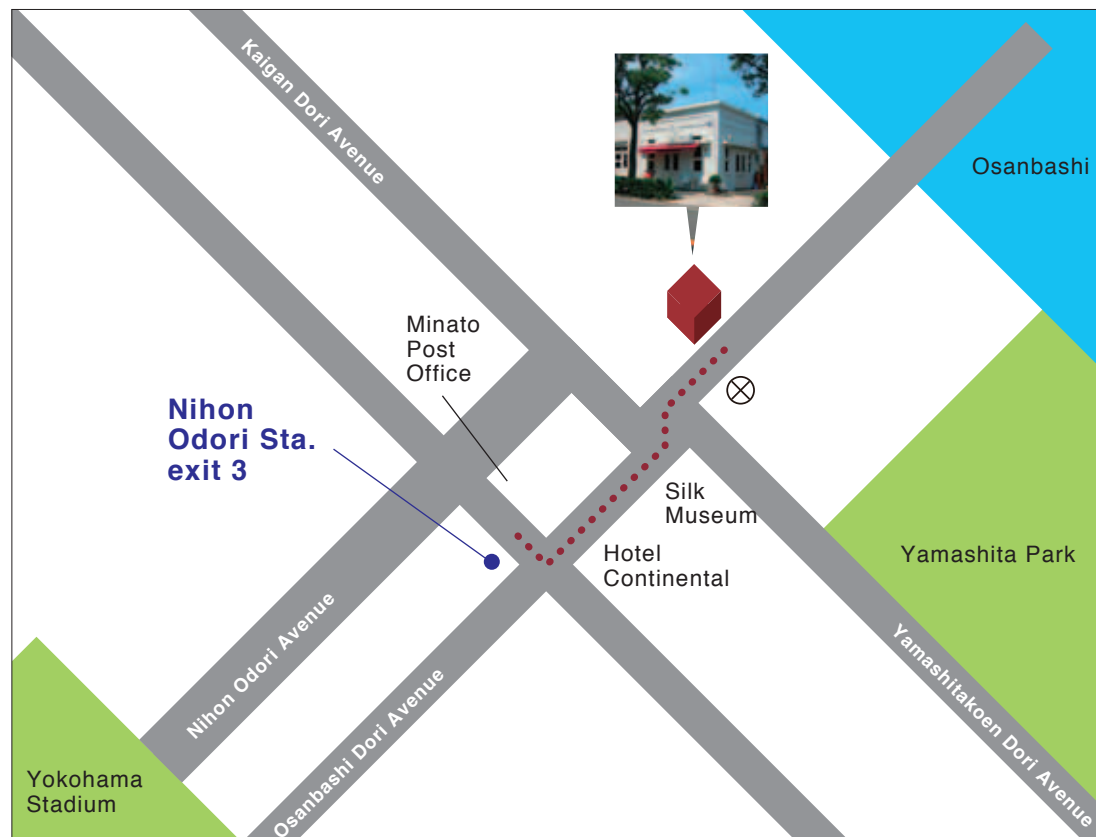 Kaigan Dori Avenue
Osanbashi
Minato
Post
Office
Nihon
Odori Sta.
exit 3
Silk
Museum
Hotel
Continental
Yamashita Park
Nihon Odori Avenue
Osanbashi Dori Avenue
Yamashitakoen Dori Avenue
Yokohama
Stadium